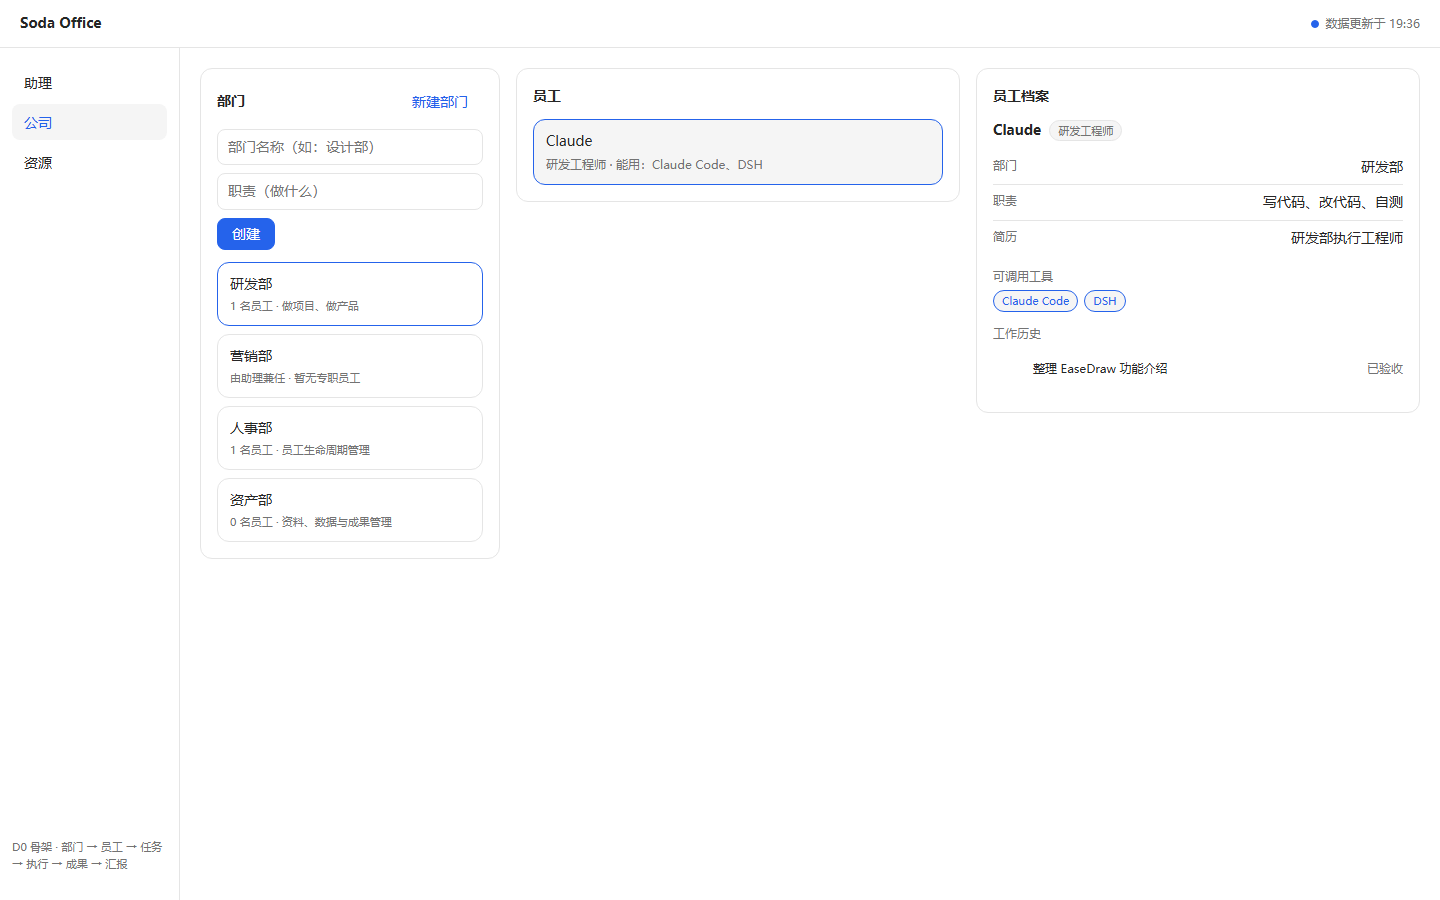 Soda Office
数据更新于 19:36
助理
公司
资源
D0 骨架 · 部门 → 员工 → 任务
→ 执行 → 成果 → 汇报
部门
新建部门
部门名称（如：设计部）
职责（做什么）
创建
研发部
1 名员工 · 做项目、做产品
营销部
由助理兼任 · 暂无专职员工
人事部
1 名员工 · 员工生命周期管理
资产部
0 名员工 · 资料、数据与成果管理
员工
Claude
研发工程师 · 能用：Claude Code、DSH
员工档案
Claude 研发工程师
部门 研发部
职责 写代码、改代码、自测
简历 研发部执行工程师
可调用工具
Claude Code DSH
工作历史
整理 EaseDraw 功能介绍 已验收